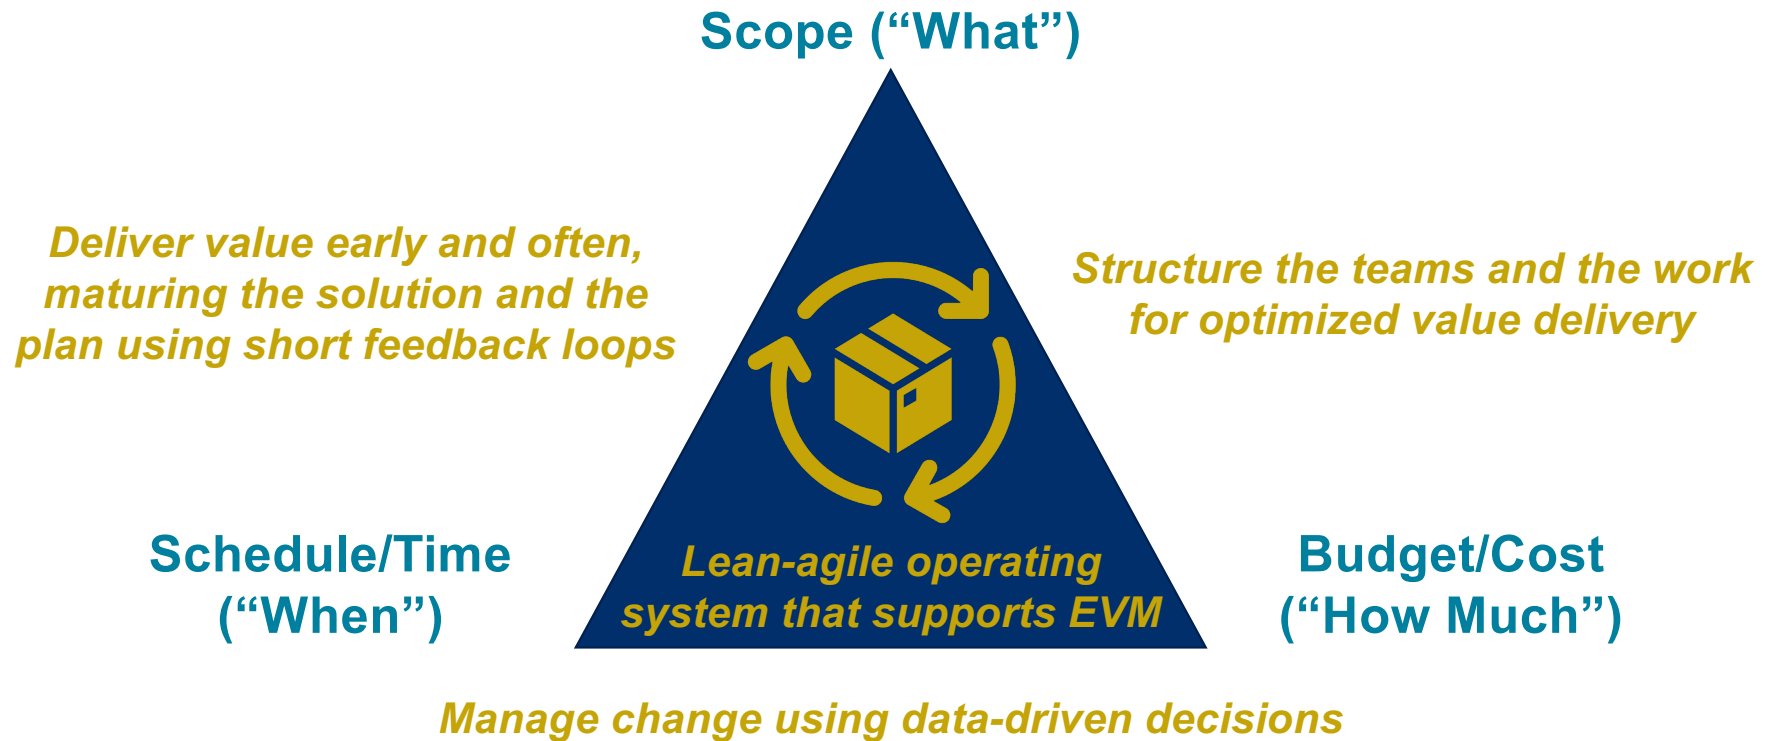 Scope (“What”)
Deliver value early and often,
maturing the solution and the
plan using short feedback loops
Structure the teams and the work
for optimized value delivery
Schedule/Time
(“When”)
Lean-agile operating
system that supports EVM
Budget/Cost
(“How Much”)
Manage change using data-driven decisions